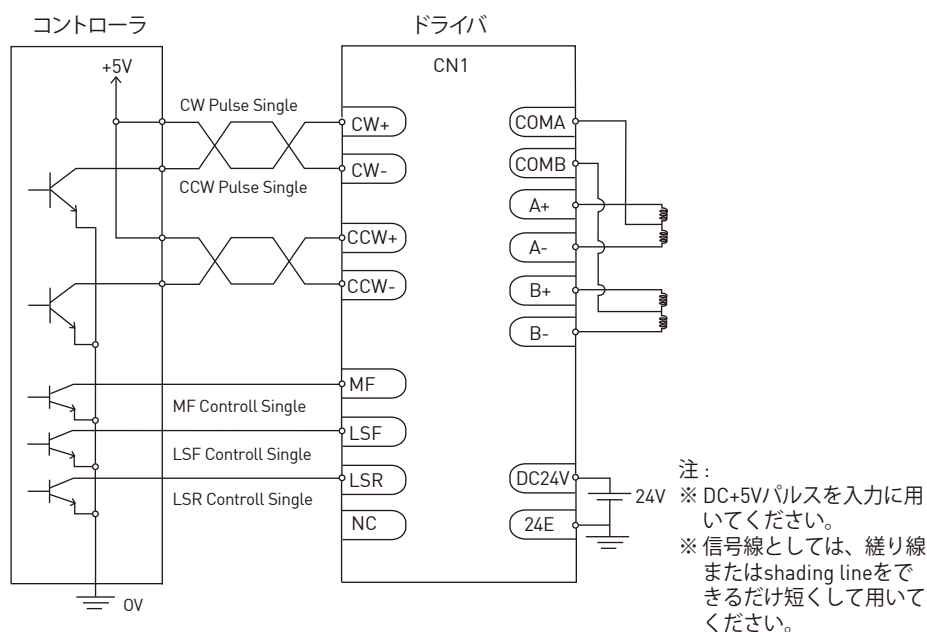 コントローラ
ドライバ
+5V
CN1
CW Pulse Single
CW+
COMA
CW-
COMB
CCW Pulse Single
A+
CCW+
A-
CCW-
B+
B-
MF
MF Controll Single
LSF
LSF Controll Single
LSR
DC24V
LSR Controll Single
24V
NC
24E
0V
注 :
※ DC+5Vパルスを入力に用
いてください。
※ 信号線としては、縒り線
またはshading lineをで
きるだけ短くして用いて
ください。